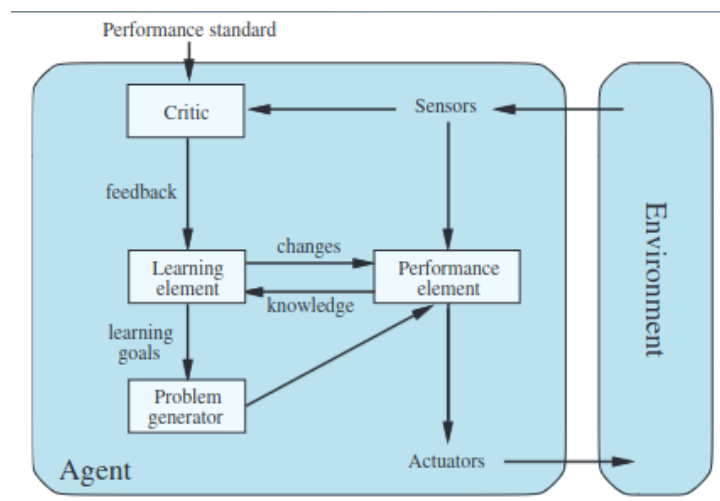 Performance standard
Critic
Sensors
feedback
changes
Learning
element
Performance
element
knowledge
learning
goals
Problem
generator
Agent
Actuators
Environment